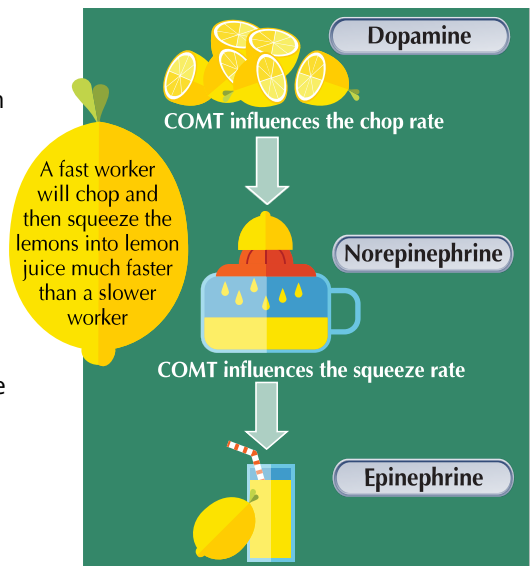 Dopamine
COMT influences the chop rate
A fast worker
will chop and
then squeeze the
lemons into lemon
juice much faster
than a slower
worker
Norepinephrine
COMT influences the squeeze rate
Epinephrine